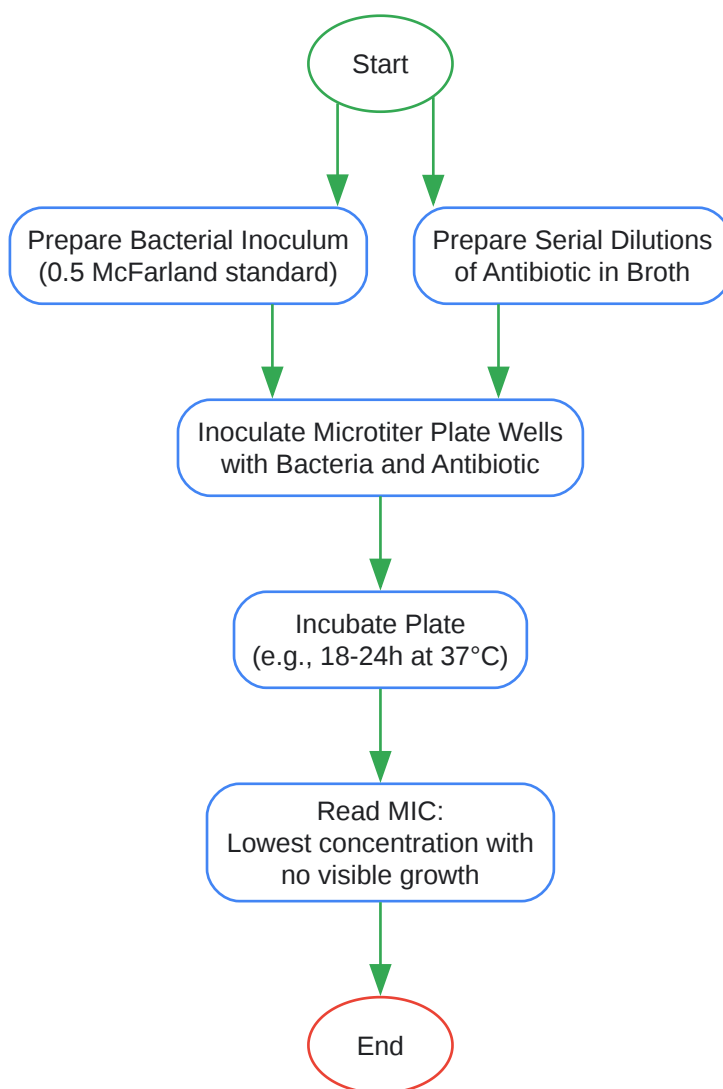 Start
Prepare Bacterial Inoculum
(0.5 McFarland standard)
Prepare Serial Dilutions
of Antibiotic in Broth
Inoculate Microtiter Plate Wells
with Bacteria and Antibiotic
Incubate Plate
(e.g., 18-24h at 37°C)
Read MIC:
Lowest concentration with
no visible growth
End